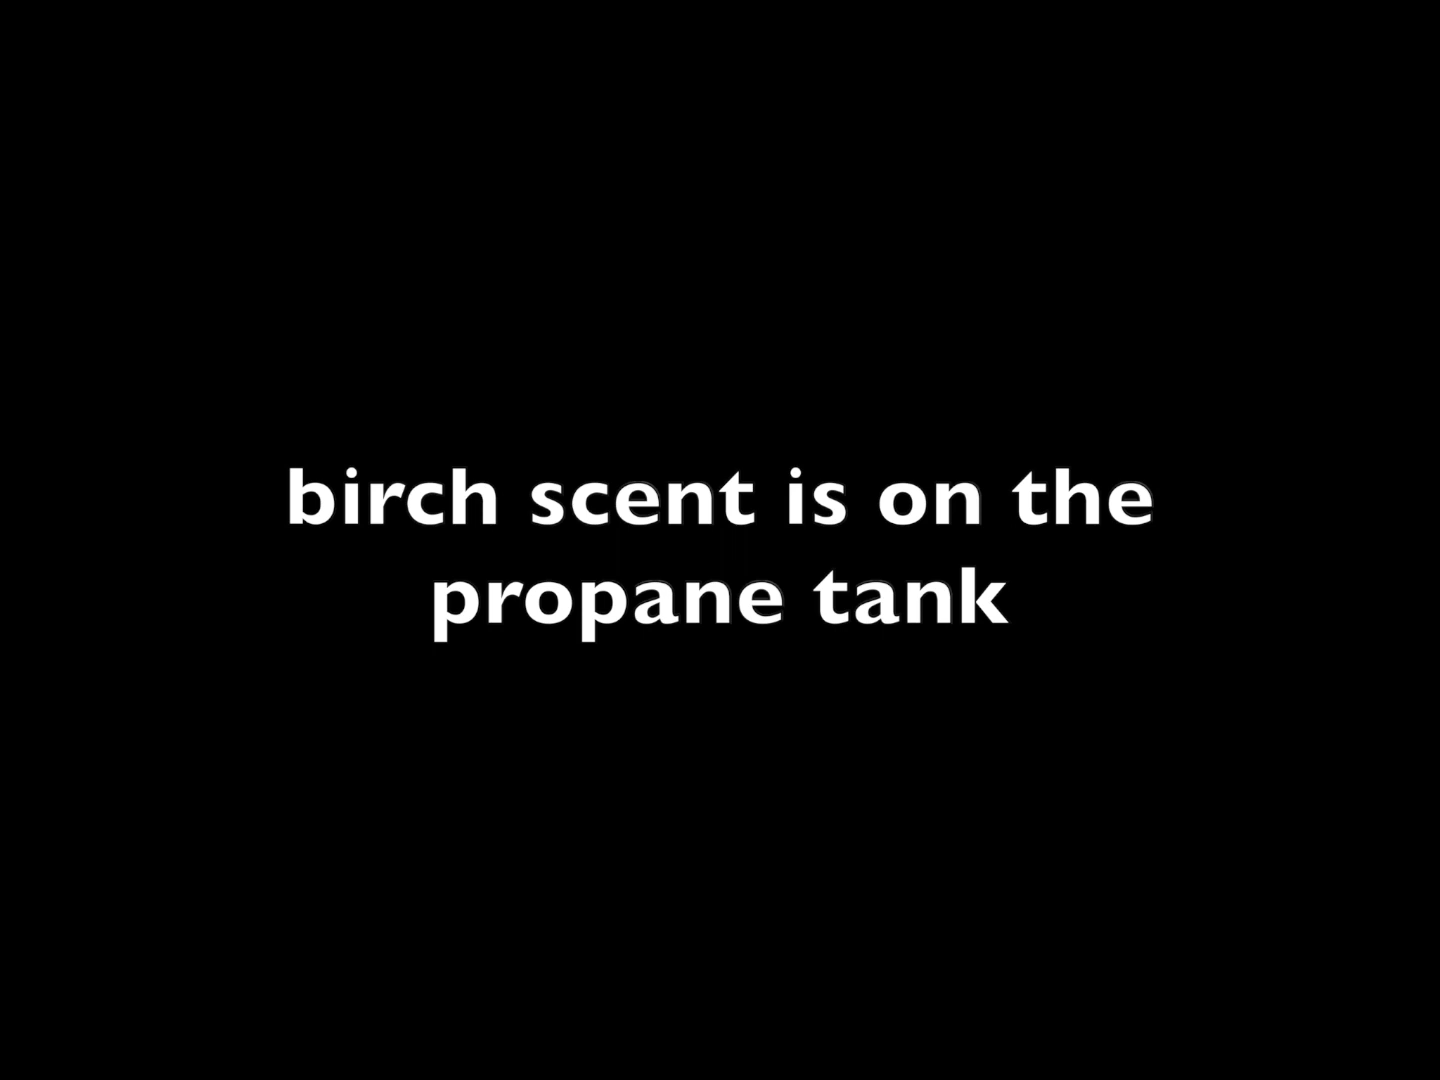 birch scent is on the
propane tank